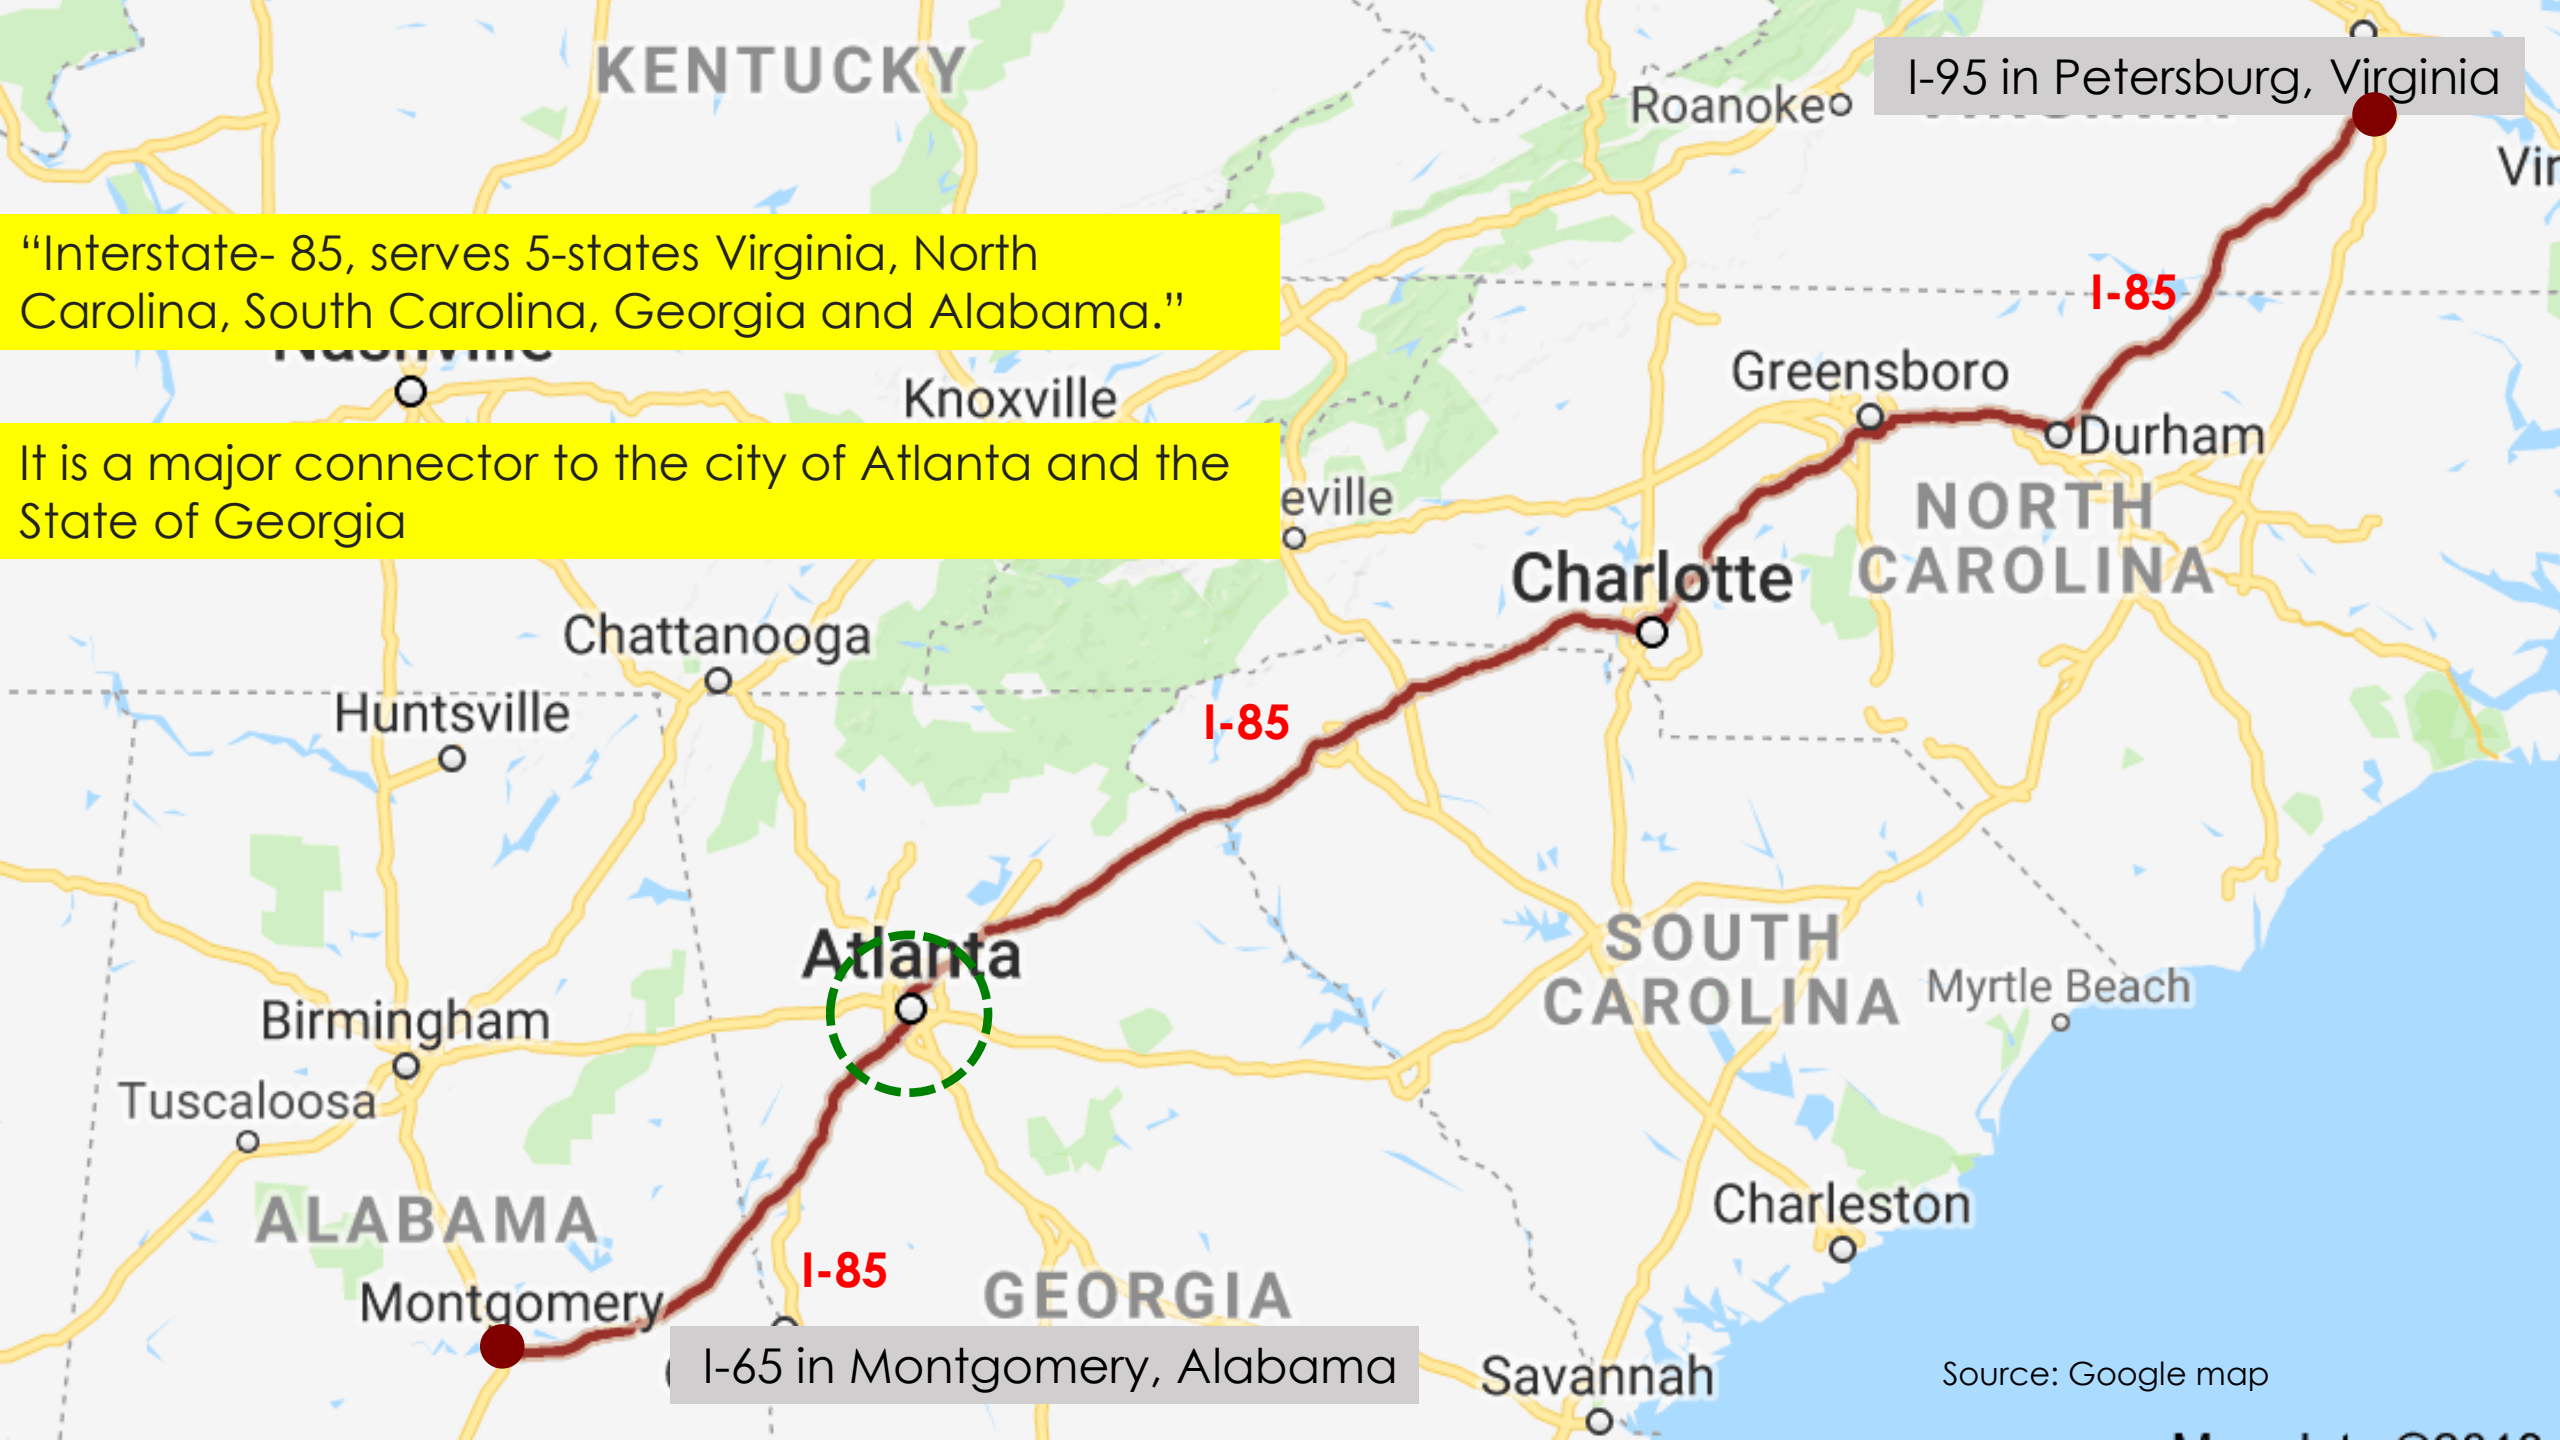 KENTUCKY
I-95 in Petersburg, Virginia
Roanoke
“Interstate- 85, serves 5-states Virginia, North
Carolina, South Carolina, Georgia and Alabama.”
I-85
Nashville
Greensboro
Knoxville
Durham
It is a major connector to the city of Atlanta and the
State of Georgia
eville
NORTH
CAROLINA
Charlotte
Chattanooga
Huntsville
I-85
Atlanta
SOUTH
CAROLINA
Myrtle Beach
Birmingham
Tuscaloosa
Charleston
ALABAMA
I-85
GEORGIA
Montgomery
I-65 in Montgomery, Alabama
Savannah
Source: Google map